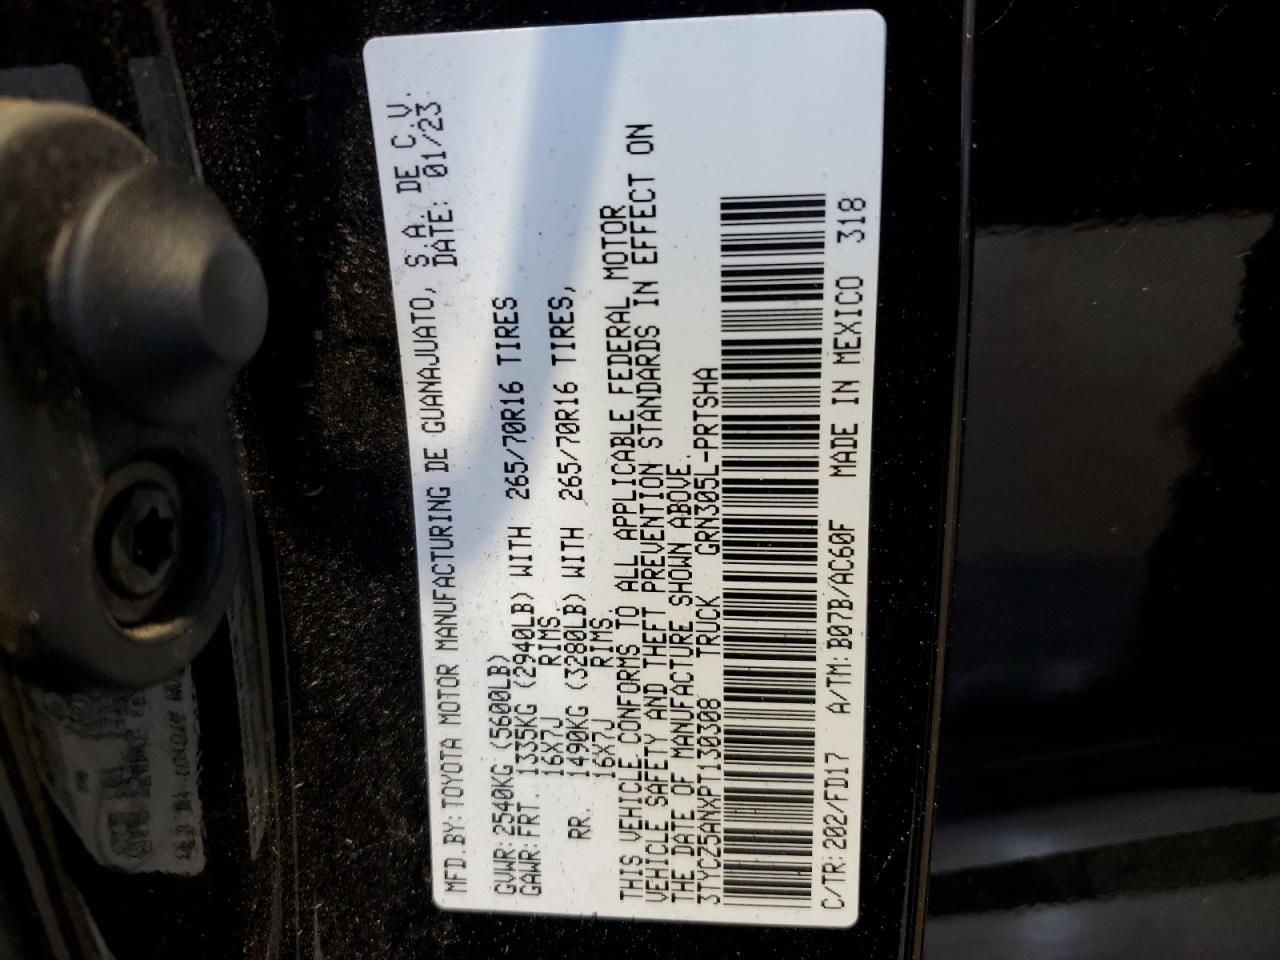 MFD.BY:TOYOTA MOTOR MANUFACTURING DE GUANAJUATO, S.A. DE C.V.
DATE: 01/23
GVWR:2540KG (5600LB)
GAWR:FRT. 1335KG (2940LB) WITH 265/70R16 TIRES
16X7J RIMS.
RR. 1490KG (3280LB) WITH 265/70R16 TIRES,
16X7J RIMS.
THIS VEHICLE CONFORMS TO ALL APPLICABLE FEDERAL MOTOR
VEHICLE SAFETY AND THEFT PREVENTION STANDARDS IN EFFECT ON
THE DATE OF MANUFACTURE SHOWN ABOVE.
3TYCZ5ANXPT130308 TRUCK GRN305L-PRTSHA
C/TR:202/FD17 A/TM:B07B/AC60F MADE IN MEXICO 318